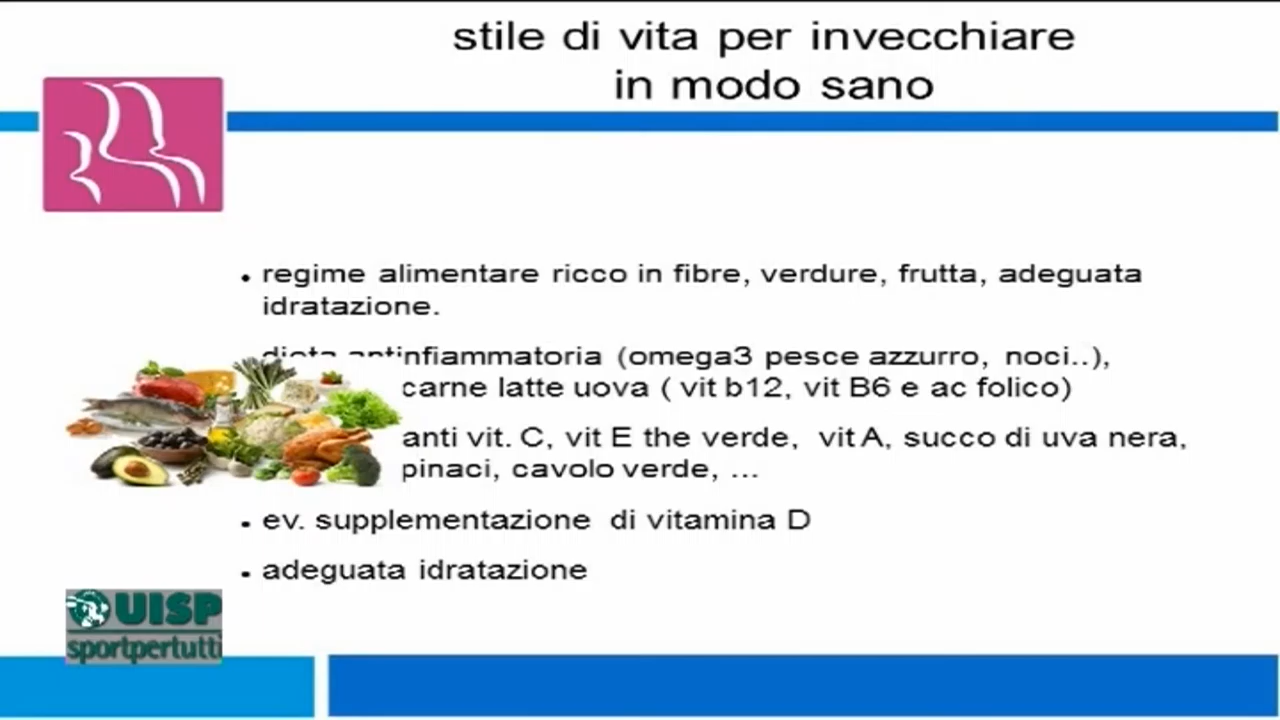 stile di vita per invecchiare
in modo sano
• regime alimentare ricco in fibre, verdure, frutta, adeguata
idratazione.
dieta antinfiammatoria (omega3 pesce azzurro, noci..),
carne latte uova ( vit b12, vit B6 e ac folico)
anti vit. C, vit E the verde, vit A, succo di uva nera,
pinaci, cavolo verde, ...
• ev. supplementazione di vitamina D
• adeguata idratazione
UISP
sportpertutti